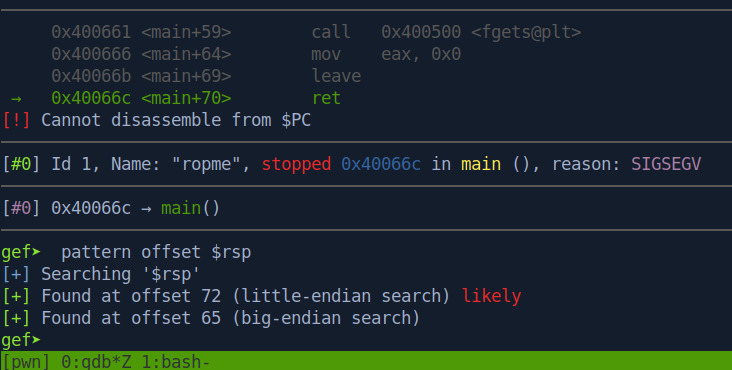 0x400661 <main+59> call 0x400500 <fgets@plt>
0x400666 <main+64> mov eax, 0x0
0x40066b <main+69> leave
→ 0x40066c <main+70> ret
[!] Cannot disassemble from $PC
[#0] Id 1, Name: "ropme", stopped 0x40066c in main (), reason: SIGSEGV
[#0] 0x40066c → main()
gef➤ pattern offset $rsp
[+] Searching '$rsp'
[+] Found at offset 72 (little-endian search) likely
[+] Found at offset 65 (big-endian search)
gef➤
[pwn] 0:gdb*Z 1:bash-